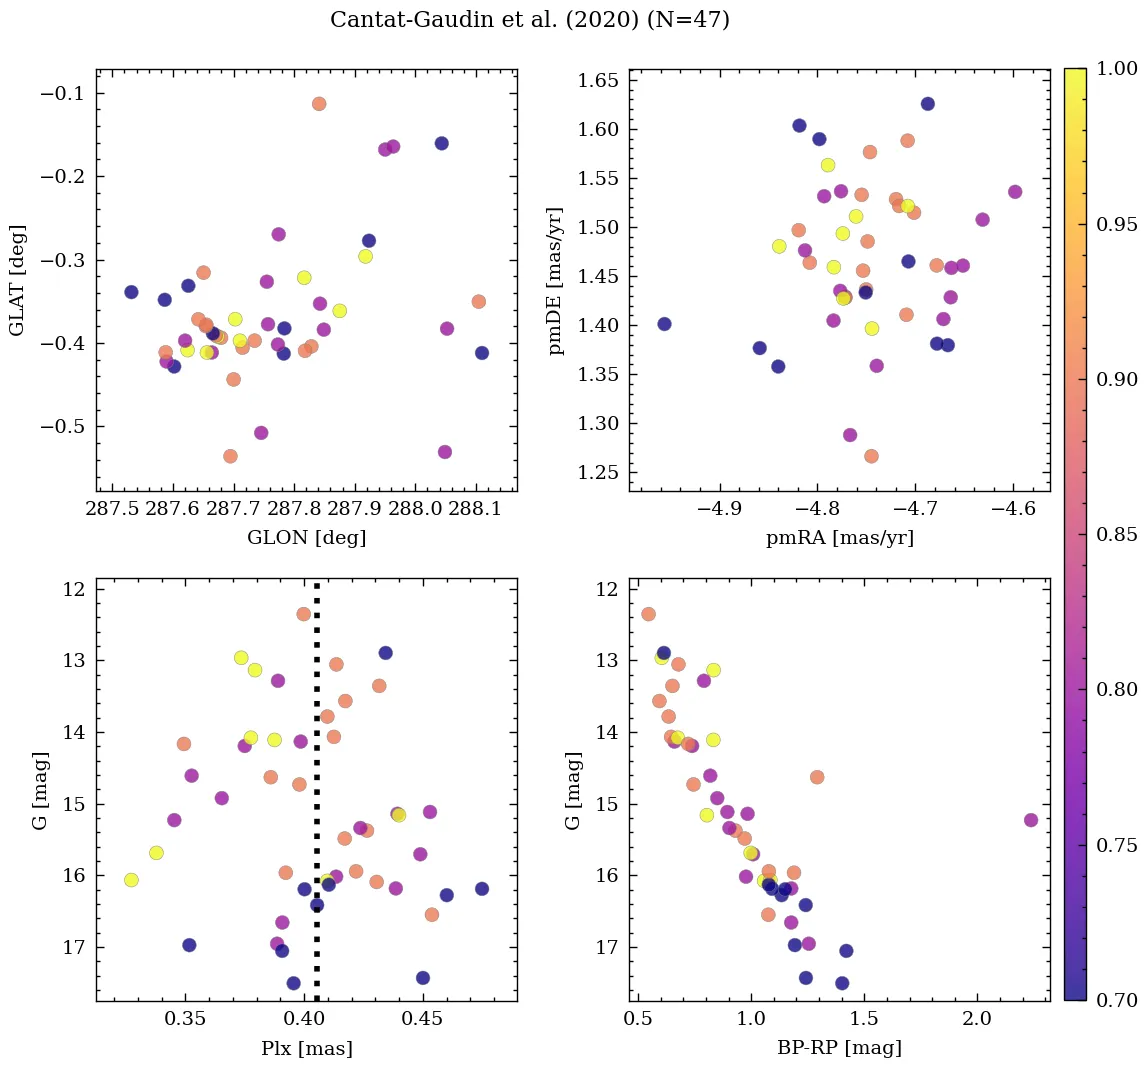 Cantat-Gaudin et al. (2020) (N=47)
−0.1
−0.2
−0.3
−0.4
−0.5
GLAT [deg]
287.5 287.6 287.7 287.8 287.9 288.0 288.1
GLON [deg]
1.65
1.60
1.55
1.50
1.45
1.40
1.35
1.30
1.25
pmDE [mas/yr]
−4.9 −4.8 −4.7 −4.6
pmRA [mas/yr]
12
13
14
15
16
17
G [mag]
0.35 0.40 0.45
Plx [mas]
12
13
14
15
16
17
G [mag]
0.5 1.0 1.5 2.0
BP-RP [mag]
1.00
0.95
0.90
0.85
0.80
0.75
0.70